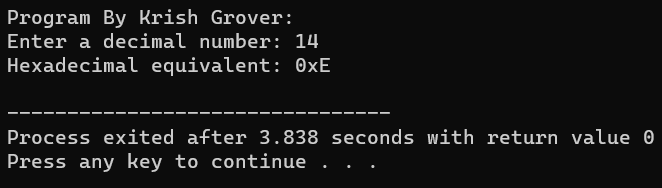 Program By Krish Grover:
Enter a decimal number: 14
Hexadecimal equivalent: 0xE
--------------------------------
Process exited after 3.838 seconds with return value 0
Press any key to continue . . .